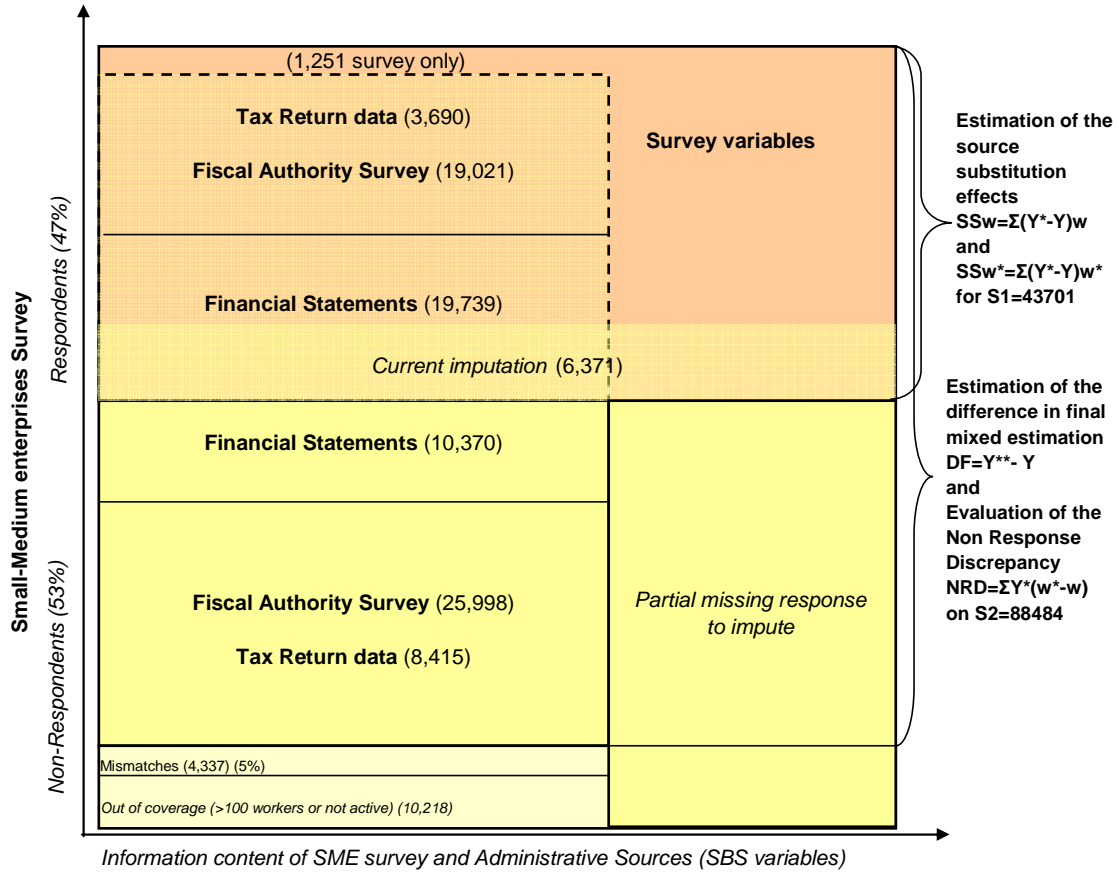 (1,251 survey only)
Tax Return data (3,690)
Fiscal Authority Survey (19,021)
Financial Statements (19,739)
Current imputation (6,371)
Survey variables
Financial Statements (10,370)
Fiscal Authority Survey (25,998)
Tax Return data (8,415)
Partial missing response
to impute
Mismatches (4,337) (5%)
Out of coverage (>100 workers or not active) (10,218)
Small-Medium enterprises Survey
Respondents (47%)
Non-Respondents (53%)
Information content of SME survey and Administrative Sources (SBS variables)
Estimation of the
source
substitution
effects
SSw=Σ(Y*-Y)w
and
SSw*=Σ(Y*-Y)w*
for S1=43701
Estimation of the
difference in final
mixed estimation
DF=Y**- Y
and
Evaluation of the
Non Response
Discrepancy
NRD=ΣY*(w*-w)
on S2=88484